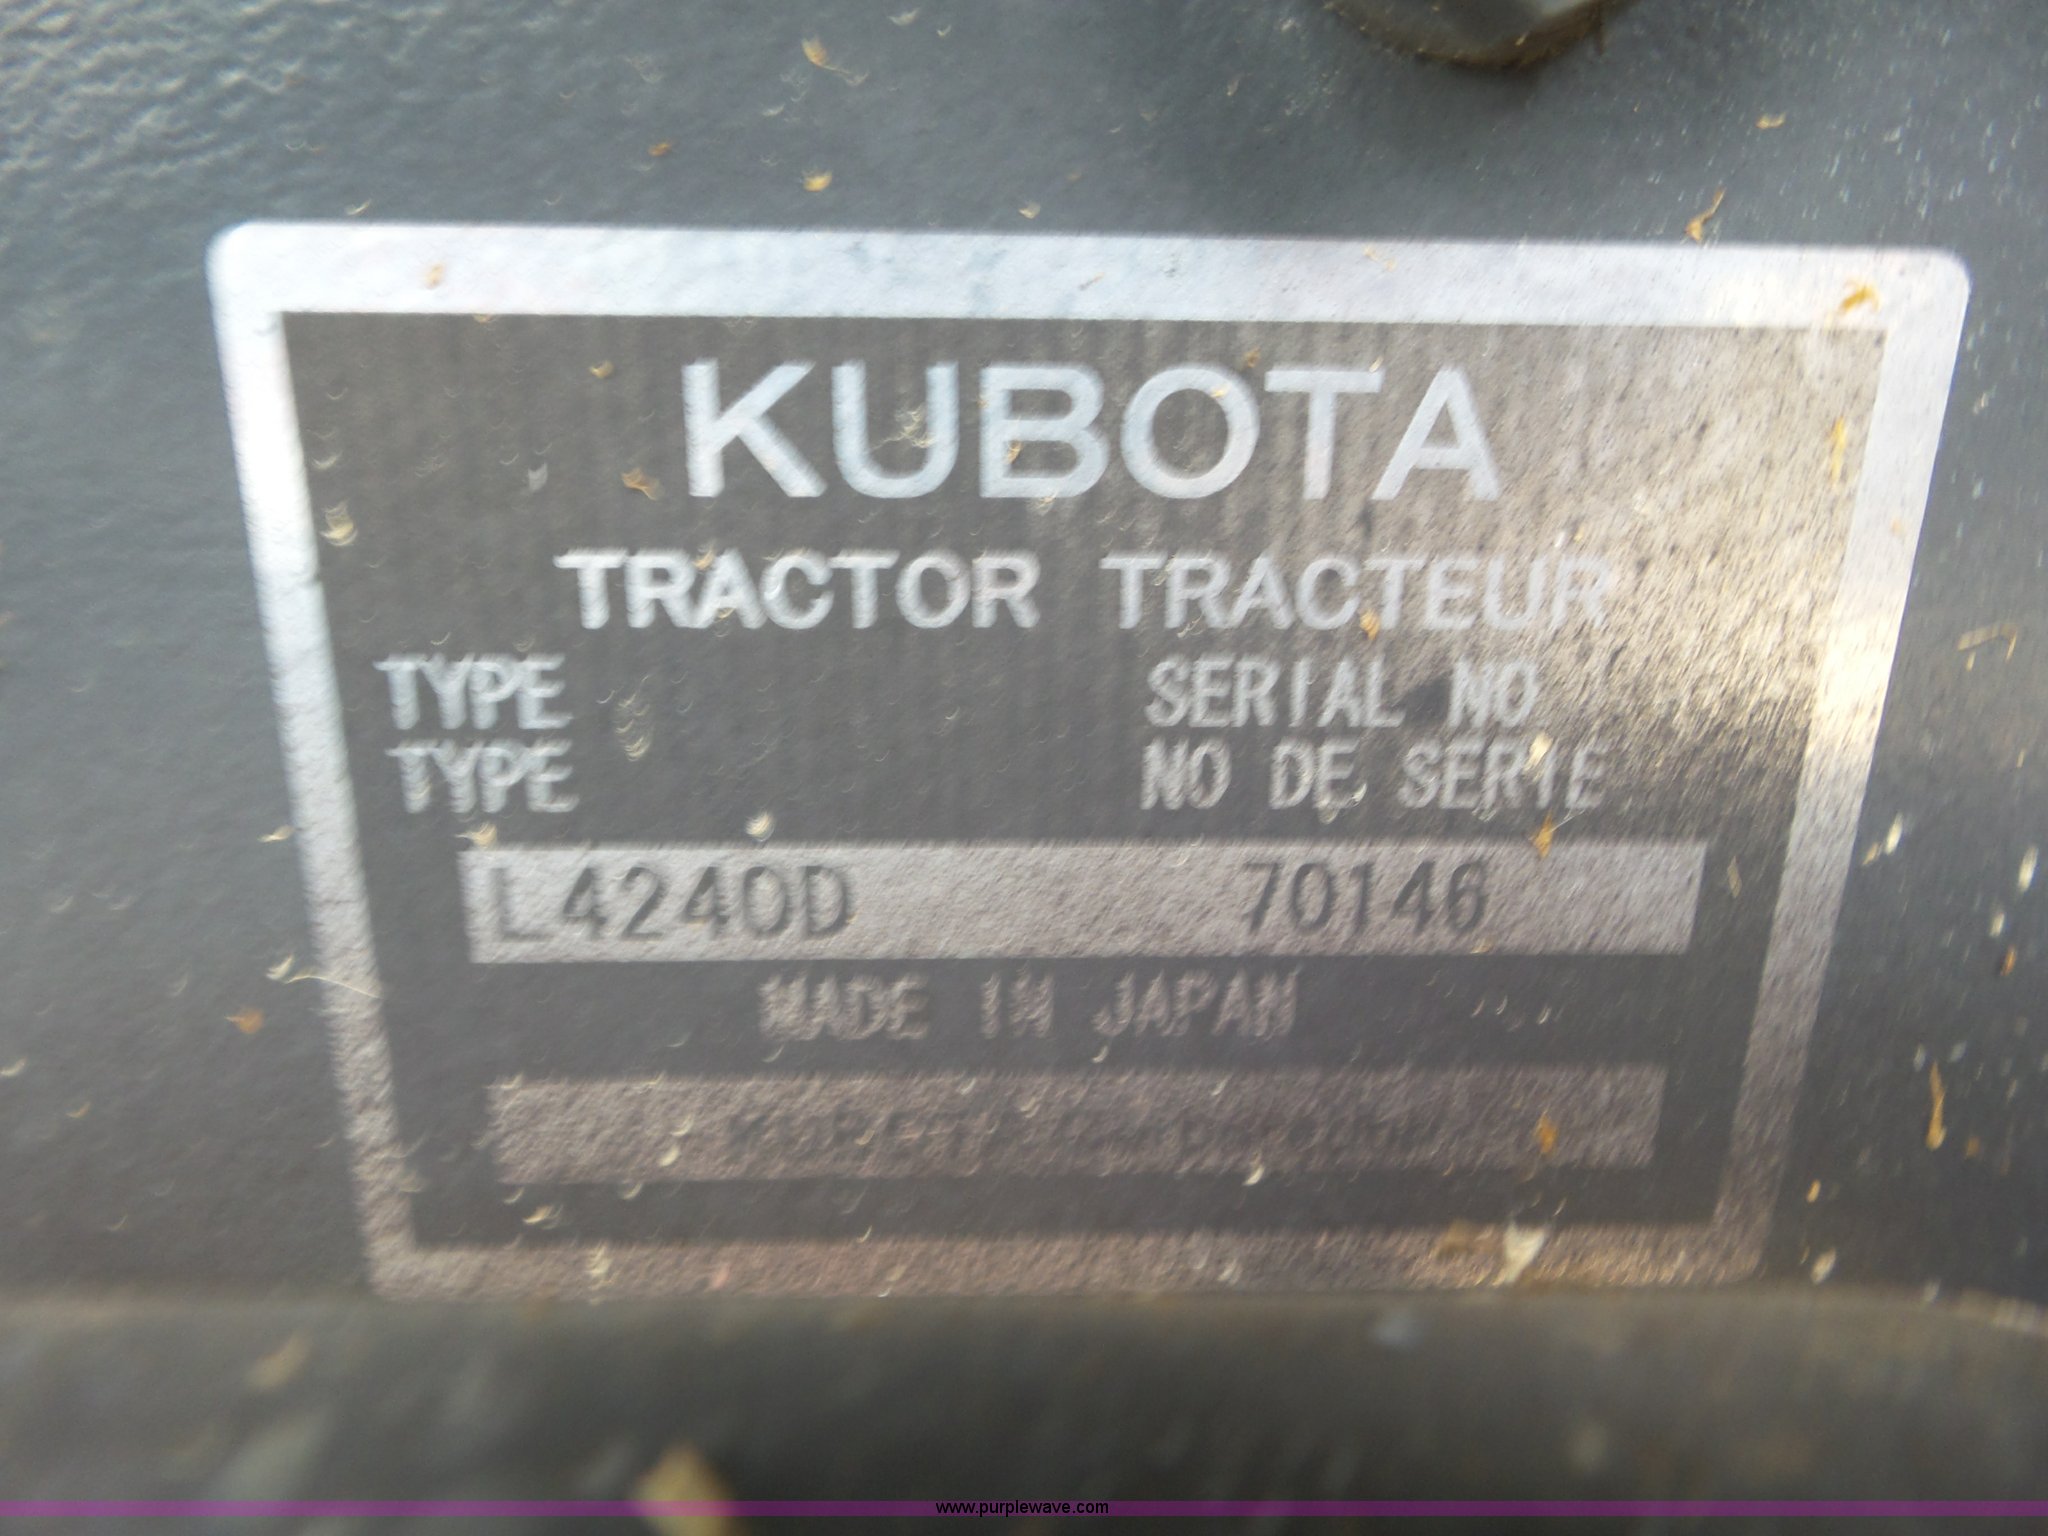 KUBOTA
TRACTOR TRACTEUR
TYPE SERIAL NO
TYPE NO DE SERIE
L4240D 70146
MADE IN JAPAN
www.purplewave.com